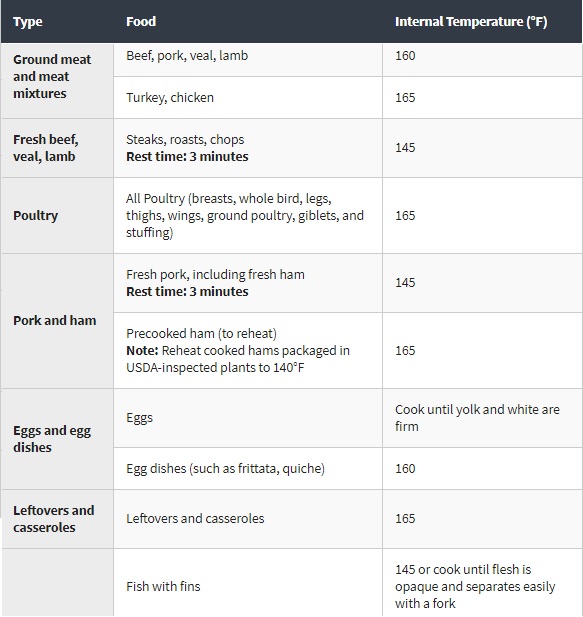 Type Food Internal Temperature (°F)
Ground meat
and meat
mixtures
Beef, pork, veal, lamb 160
Turkey, chicken 165
Fresh beef,
veal, lamb
Steaks, roasts, chops
Rest time: 3 minutes
145
Poultry
All Poultry (breasts, whole bird, legs,
thighs, wings, ground poultry, giblets, and
stuffing)
165
Pork and ham
Fresh pork, including fresh ham
Rest time: 3 minutes
145
Precooked ham (to reheat)
Note: Reheat cooked hams packaged in
USDA-inspected plants to 140°F
165
Eggs and egg
dishes
Eggs
Cook until yolk and white are
firm
Egg dishes (such as frittata, quiche) 160
Leftovers and
casseroles
Leftovers and casseroles 165
Fish with fins
145 or cook until flesh is
opaque and separates easily
with a fork